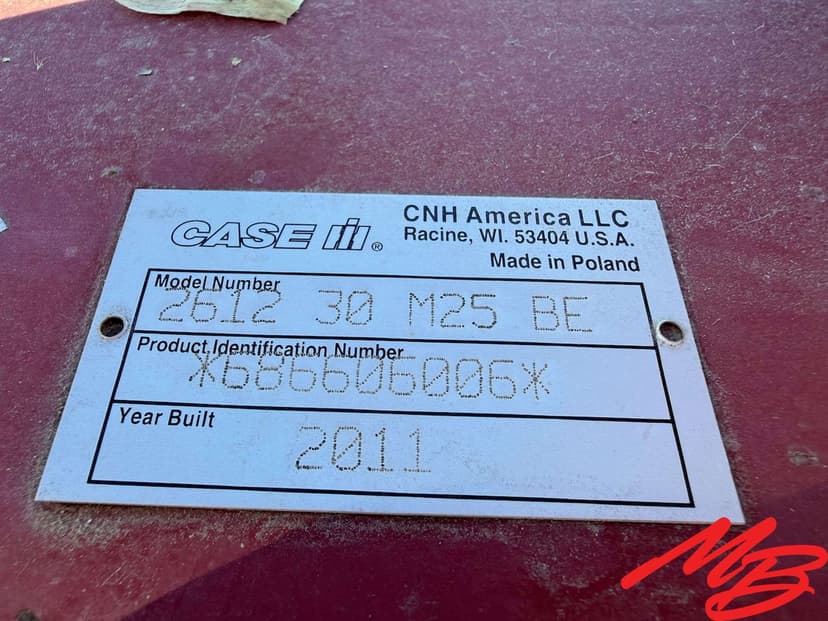 CASE IH®
CNH America LLC
Racine, WI. 53404 U.S.A.
Made in Poland
Model Number
2612 30 M25 BE
Product Identification Number
*686606006*
Year Built
2011
MB